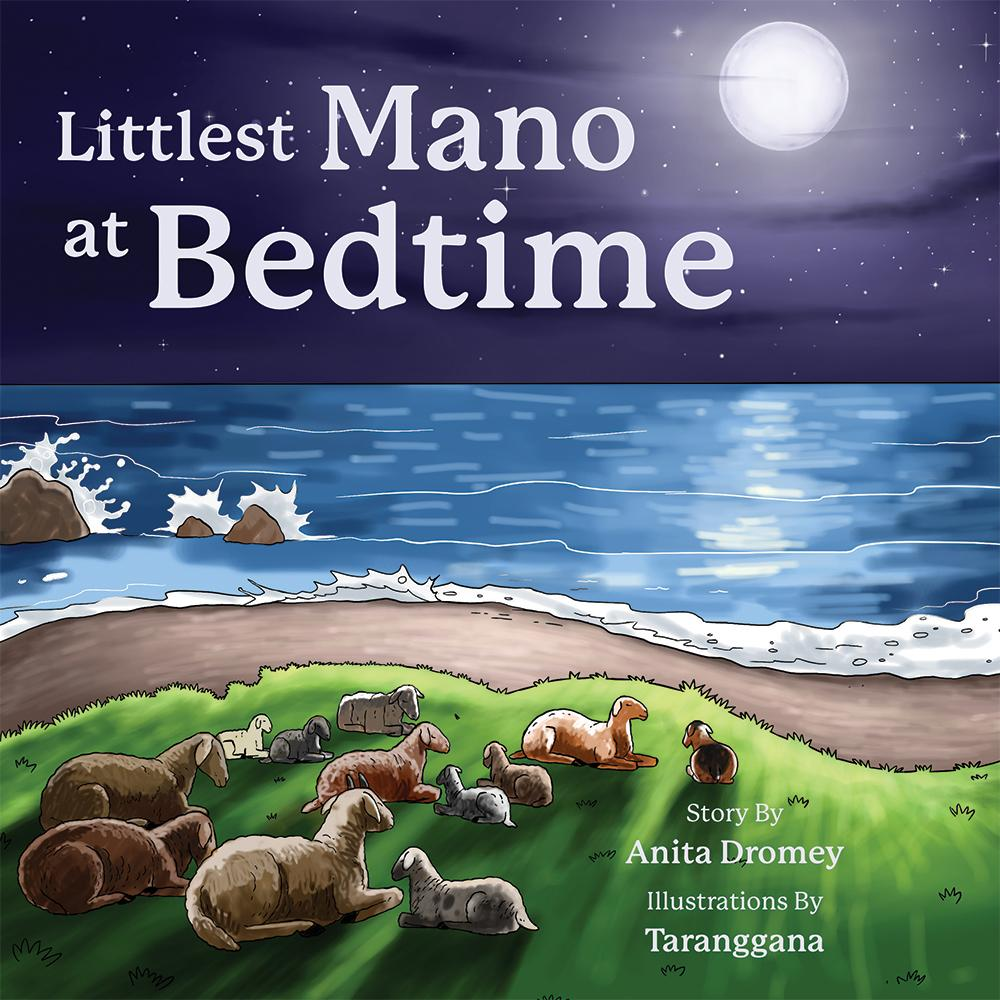 Littlest Mano
at Bedtime
Story By
Anita Dromey
Illustrations By
Taranggana